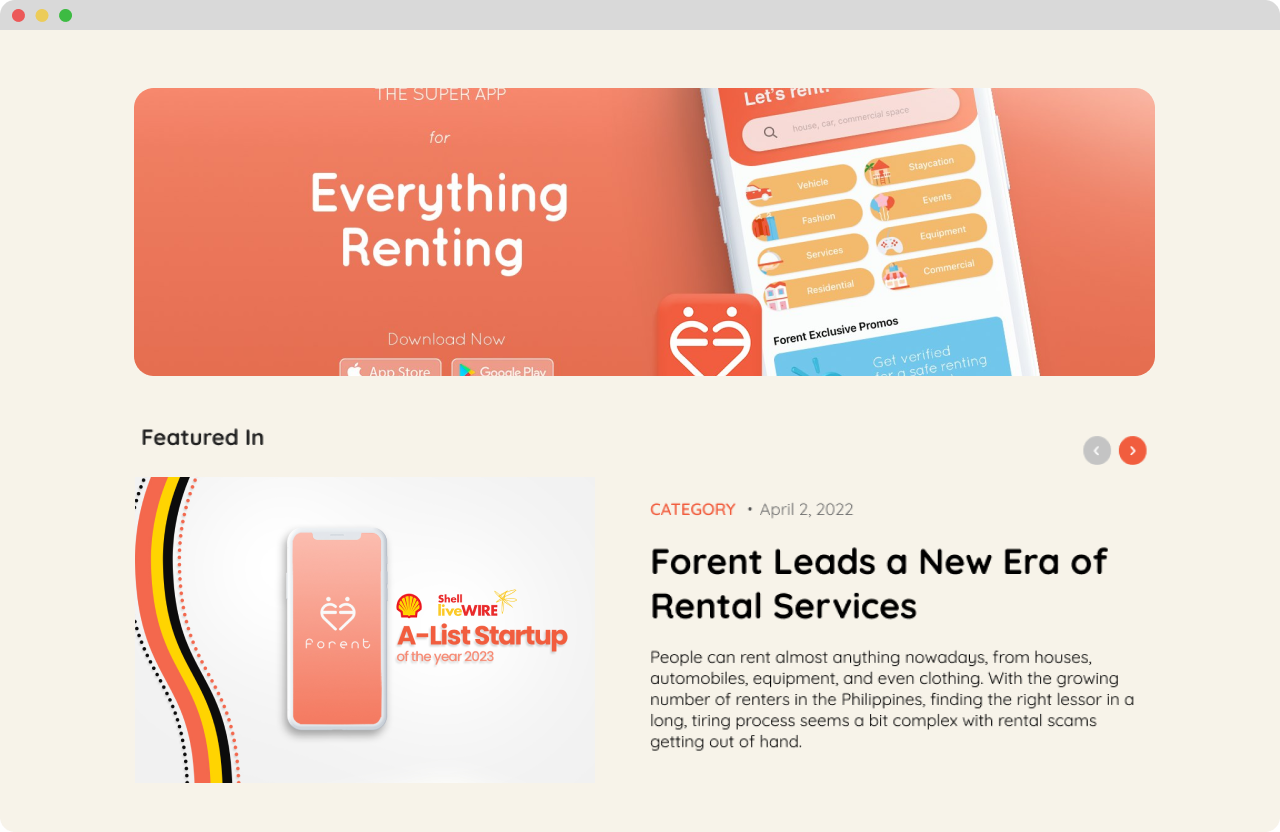 THE SUPER APP
for
Everything
Renting
Download Now
App Store
Google Play
Let's rent!
house, car, commercial space
Vehicle
Staycation
Fashion
Events
Services
Equipment
Residential
Commercial
Forent Exclusive Promos
Get verified
for a safe renting
Featured In
Forent
Shell
liveWIRE
A-List Startup
of the year 2023
CATEGORY • April 2, 2022
Forent Leads a New Era of
Rental Services
People can rent almost anything nowadays, from houses,
automobiles, equipment, and even clothing. With the growing
number of renters in the Philippines, finding the right lessor in a
long, tiring process seems a bit complex with rental scams
getting out of hand.